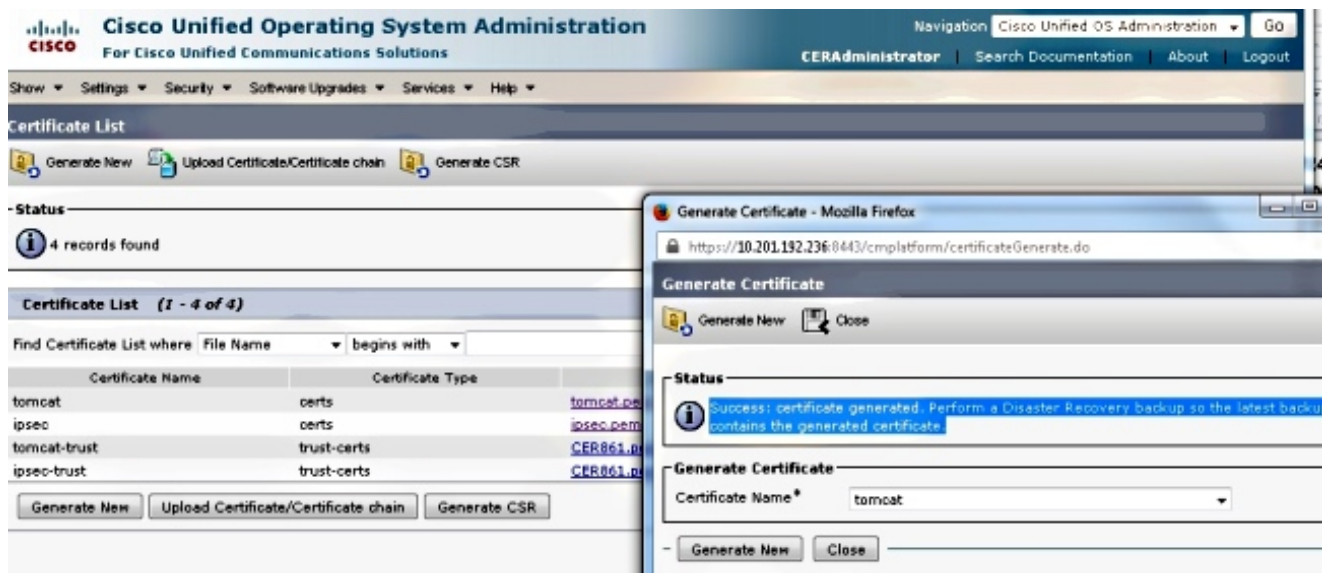 Cisco Unified Operating System Administration
CISCO
For Cisco Unified Communications Solutions
Navigation Cisco Unified OS Administration Go
CERAdministrator | Search Documentation | About | Logout
Show Settings Security Software Upgrades Services Help
Certificate List
Generate New Upload Certificate/Certificate chain Generate CSR
Status
4 records found
Certificate List (1 - 4 of 4)
Find Certificate List where File Name begins with
Certificate Name Certificate Type
tomcat certs tomcat.pe
ipsec certs ipsec.pem
tomcat-trust trust-certs CER861.p
ipsec-trust trust-certs CER861.p
Generate New Upload Certificate/Certificate chain Generate CSR
Generate Certificate - Mozilla Firefox
https://10.201.192.236:8443/cmplatform/certificateGenerate.do
Generate Certificate
Generate New Close
Status
Success: certificate generated. Perform a Disaster Recovery backup so the latest backu
contains the generated certificate.
Generate Certificate
Certificate Name* tomcat
Generate New Close